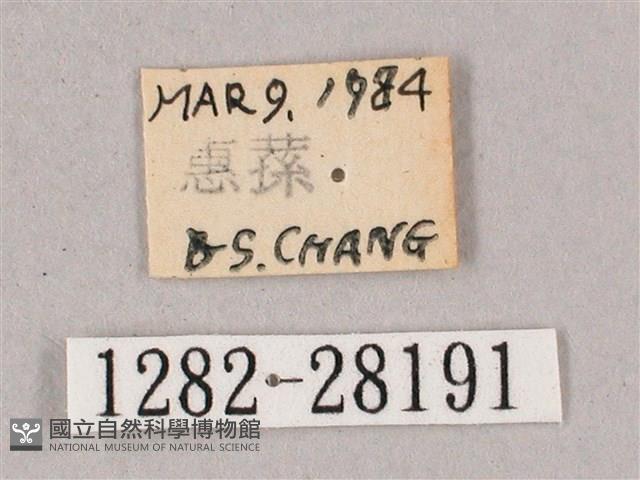 MAR 9. 1984
惠蓀
B S. CHANG
1282-28191
國立自然科學博物館
NATIONAL MUSEUM OF NATURAL SCIENCE